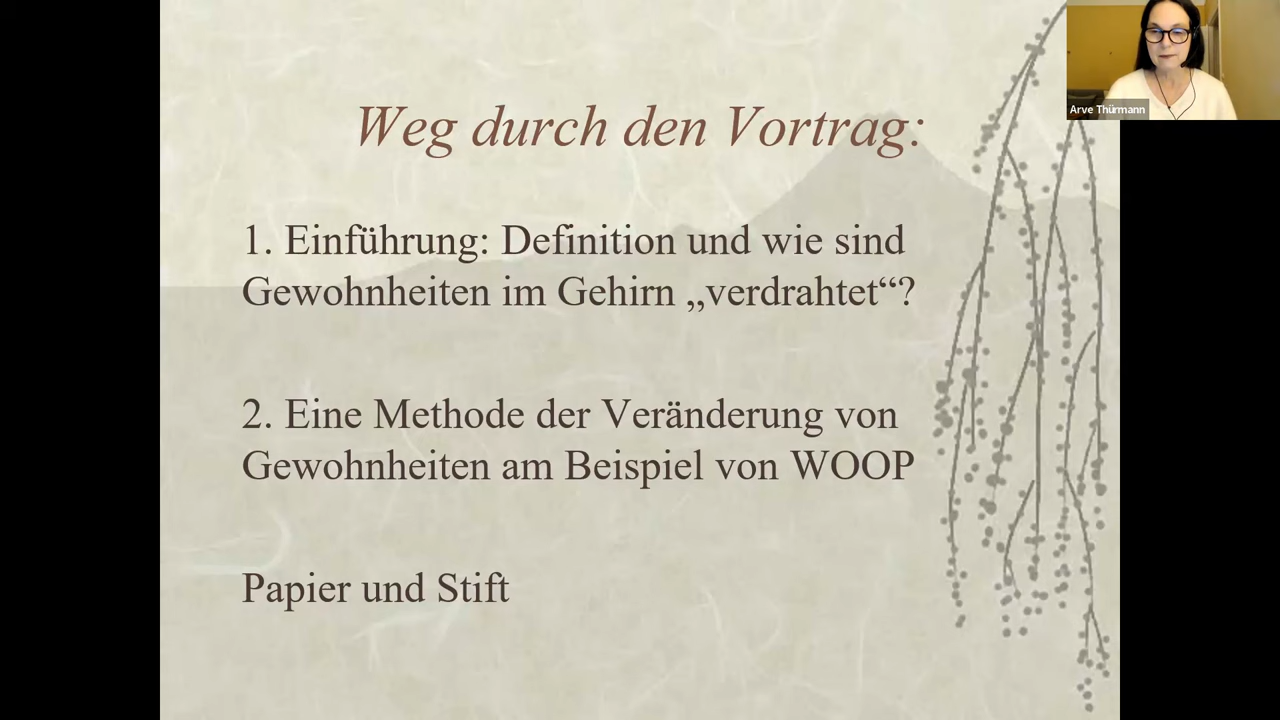 Weg durch den Vortrag:
1. Einführung: Definition und wie sind
Gewohnheiten im Gehirn „verdrahtet“?
2. Eine Methode der Veränderung von
Gewohnheiten am Beispiel von WOOP
Papier und Stift
Arve Thürmann